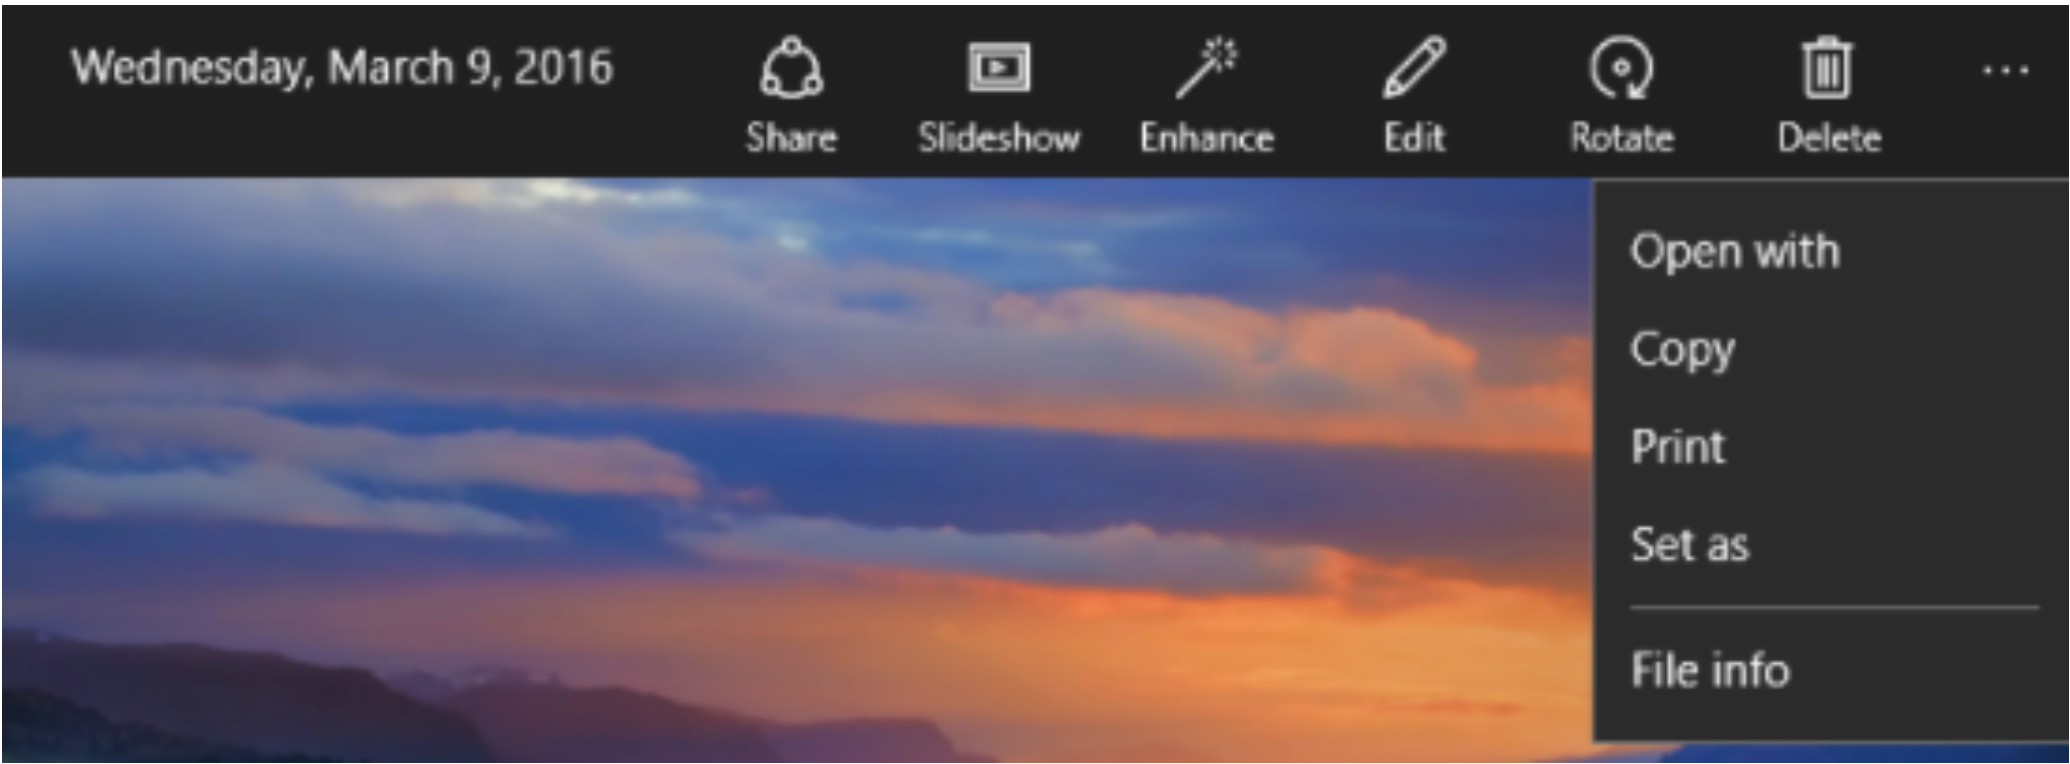 Wednesday, March 9, 2016
Share Slideshow Enhance Edit Rotate Delete ...
Open with
Copy
Print
Set as
File info